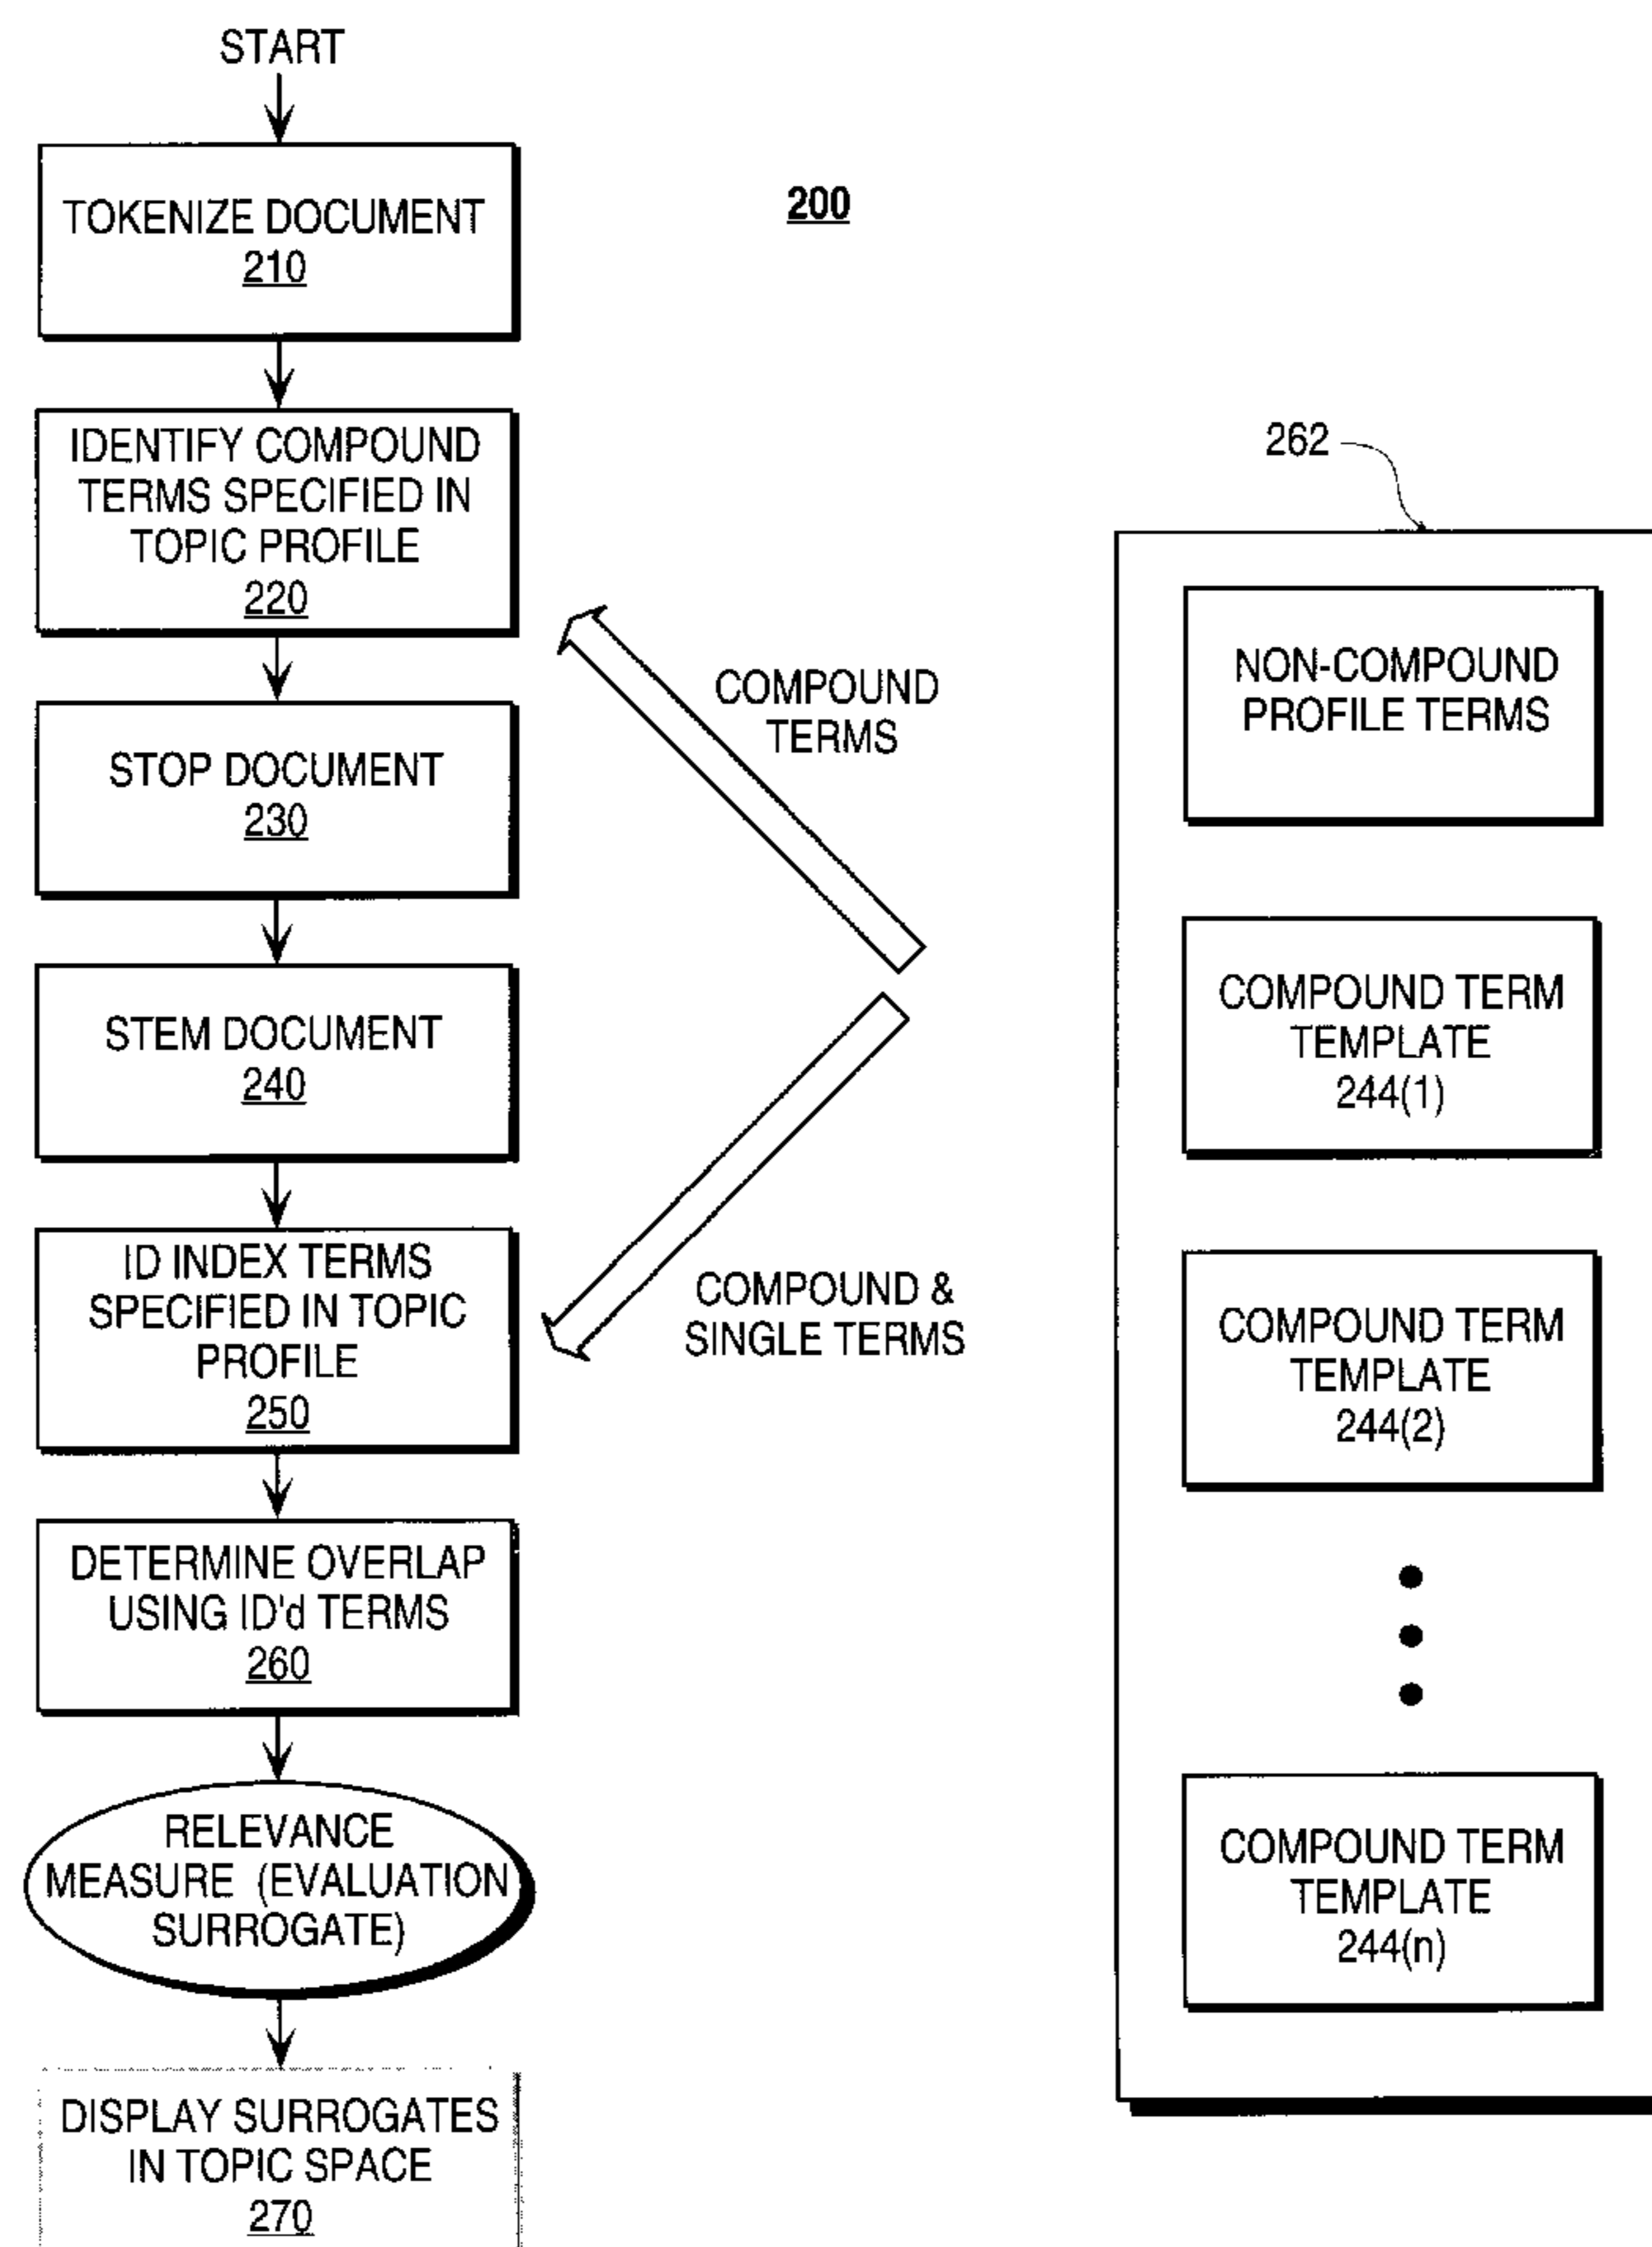 START
TOKENIZE DOCUMENT
210
200
IDENTIFY COMPOUND
TERMS SPECIFIED IN
TOPIC PROFILE
220
STOP DOCUMENT
230
STEM DOCUMENT
240
ID INDEX TERMS
SPECIFIED IN TOPIC
PROFILE
250
DETERMINE OVERLAP
USING ID'd TERMS
260
RELEVANCE
MEASURE (EVALUATION
SURROGATE)
DISPLAY SURROGATES
IN TOPIC SPACE
270
COMPOUND
TERMS
COMPOUND &
SINGLE TERMS
262
NON-COMPOUND
PROFILE TERMS
COMPOUND TERM
TEMPLATE
244(1)
COMPOUND TERM
TEMPLATE
244(2)
COMPOUND TERM
TEMPLATE
244(n)